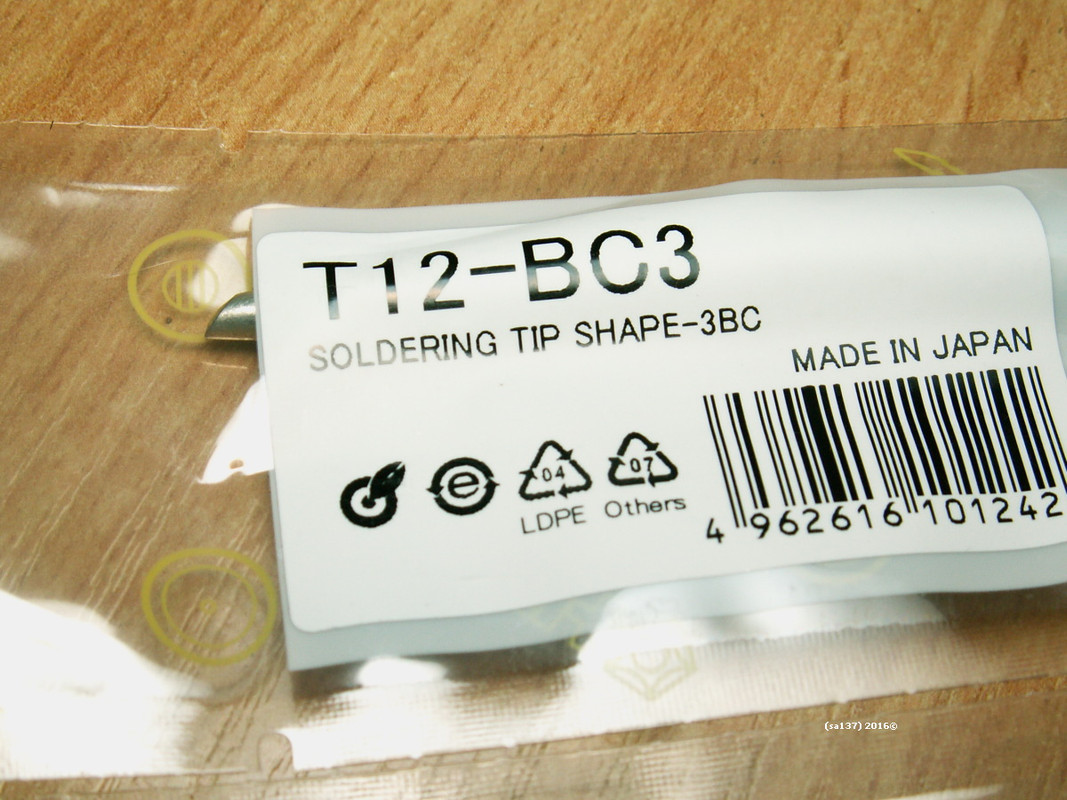 T12-BC3
SOLDERING TIP SHAPE-3BC
MADE IN JAPAN
e
04
07
LDPE
Others
4 962616 101242
(sa137) 2016©